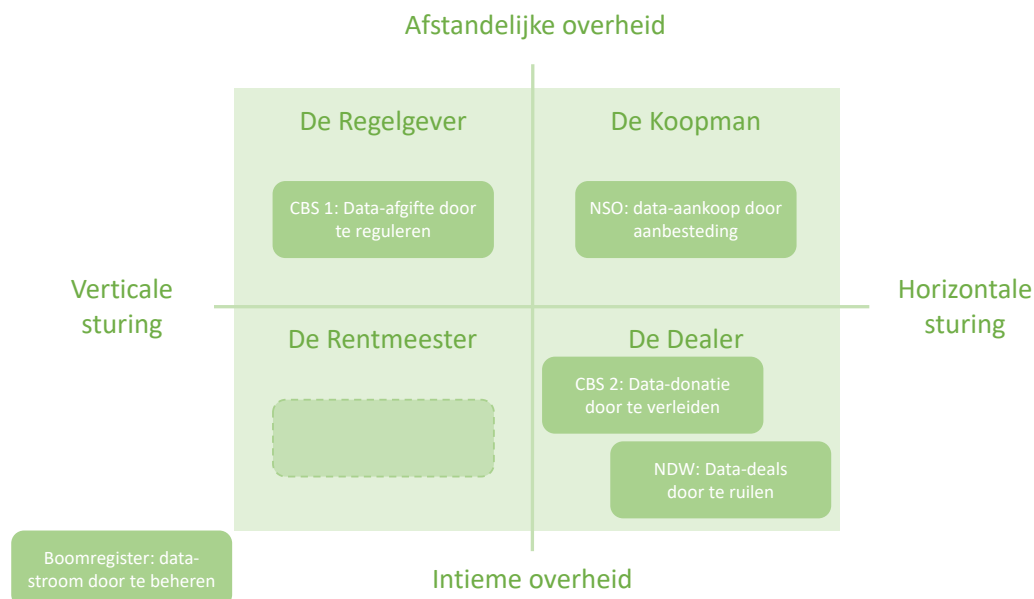 Afstandelijke overheid
De Regelgever
De Koopman
CBS 1: Data-afgifte door
te reguleren
NSO: data-aankoop door
aanbesteding
Verticale
sturing
Horizontale
sturing
De Rentmeester
De Dealer
CBS 2: Data-donatie
door te verleiden
NDW: Data-deals
door te ruilen
Boomregister: data-
stroom door te beheren
Intieme overheid